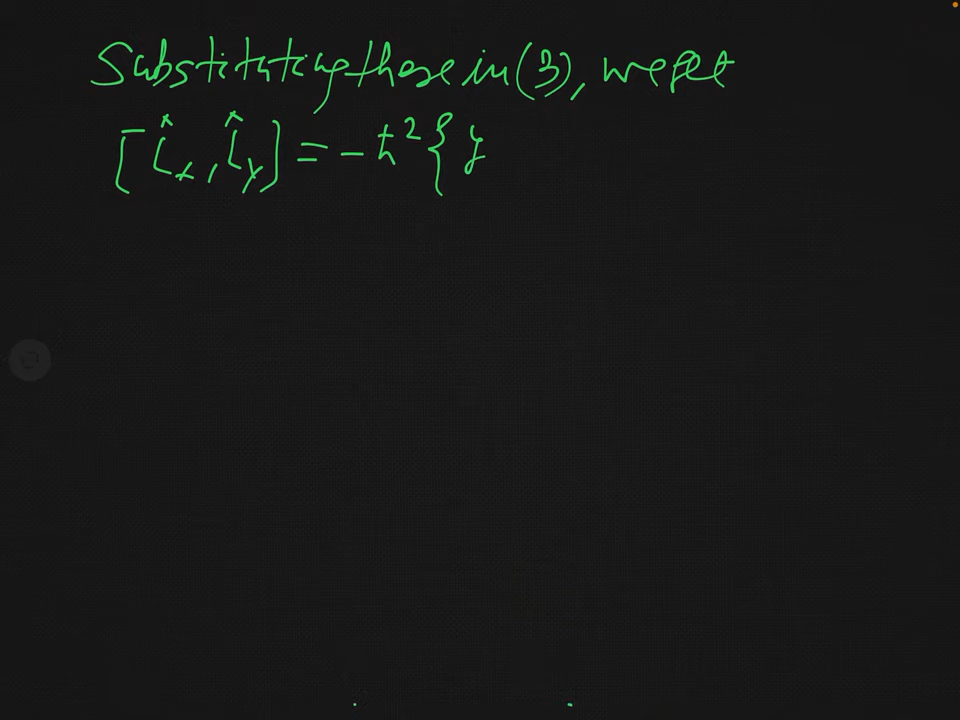 Substituting these in (3), we get
[L̂x, L̂y] = -ħ²{ y